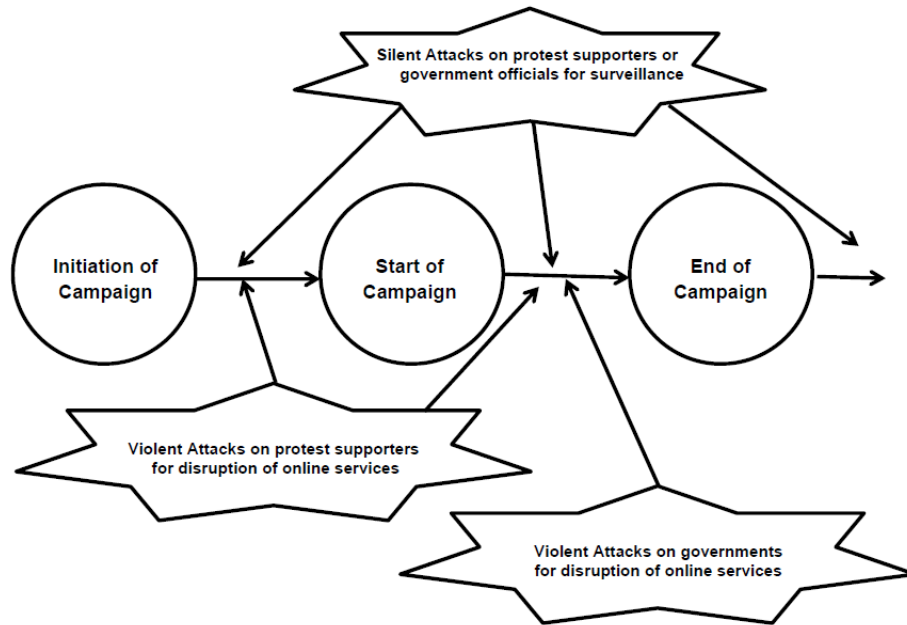 Silent Attacks on protest supporters or
government officials for surveillance
Initiation of
Campaign
Start of
Campaign
End of
Campaign
Violent Attacks on protest supporters
for disruption of online services
Violent Attacks on governments
for disruption of online services